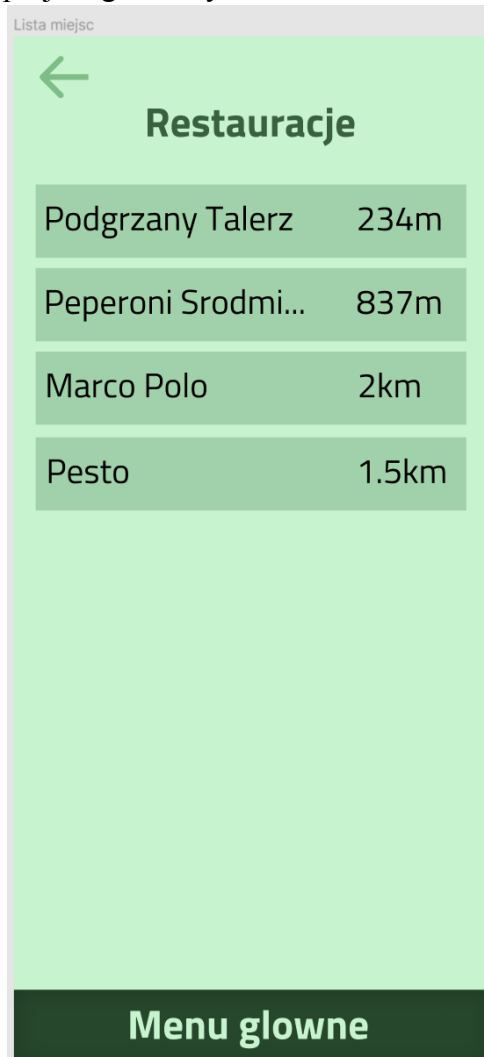 Lista miejsc
Restauracje
Podgrzany Talerz 234m
Peperoni Srodmi... 837m
Marco Polo 2km
Pesto 1.5km
Menu glowne